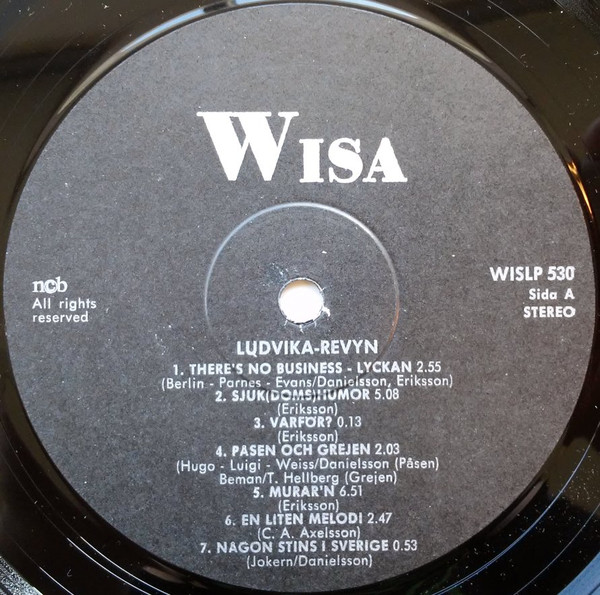 WISA
ncb
All rights
reserved
WISLP 530
Sida A
STEREO
LUDVIKA-REVYN
1. THERE'S NO BUSINESS - LYCKAN 2.55
(Berlin - Parnes - Evans/Danielsson, Eriksson)
2. SJUK(DOMS)HUMOR 5.08
(Eriksson)
3. VARFÖR? 0.13
(Eriksson)
4. PASEN OCH GREJEN 2.03
(Hugo - Luigi - Weiss/Danielsson (Påsen)
Beman/T. Hellberg (Grejen)
5. MURAR'N 6.51
(Eriksson)
6. EN LITEN MELODI 2.47
(C. A. Axelsson)
7. NAGON STINS I SVERIGE 0.53
(Jokern/Danielsson)